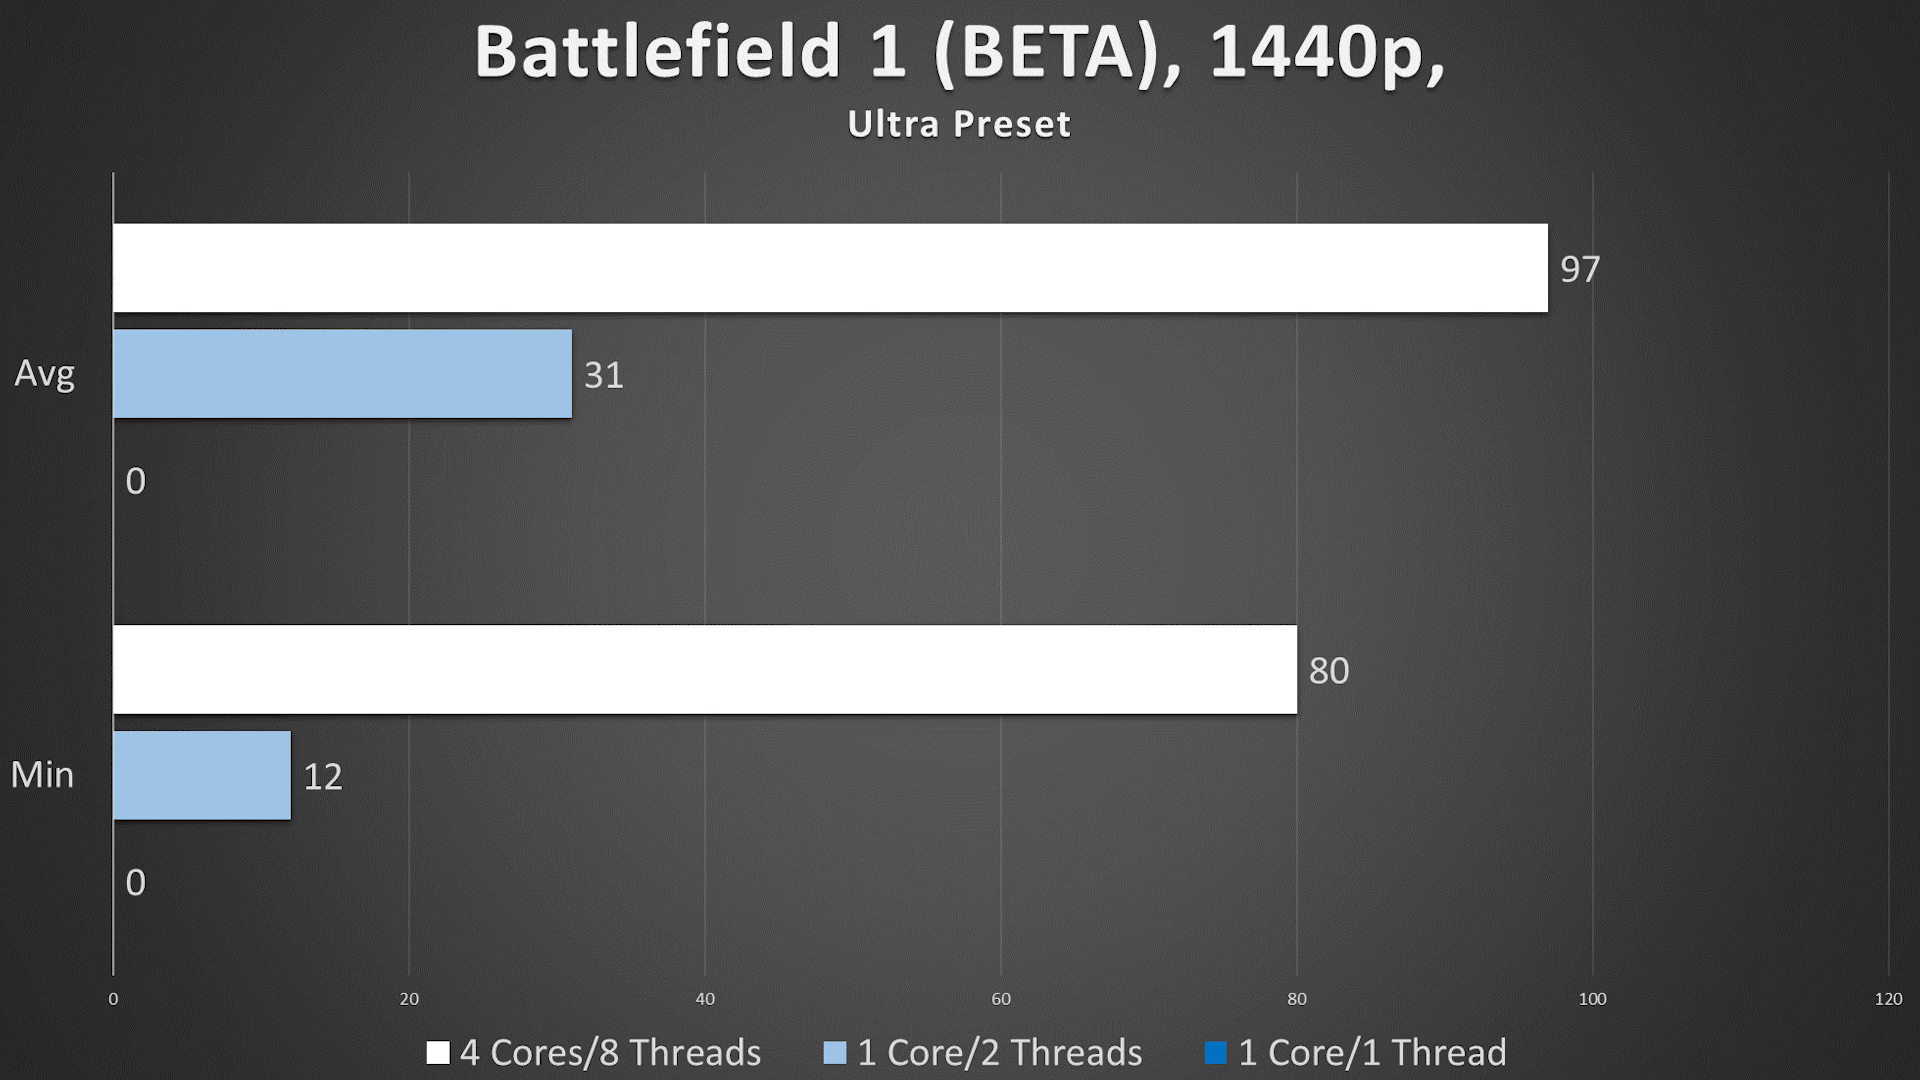 Battlefield 1 (BETA), 1440p,
Ultra Preset
97
Avg
31
0
80
Min
12
0
0 20 40 60 80 100 120
4 Cores/8 Threads 1 Core/2 Threads 1 Core/1 Thread